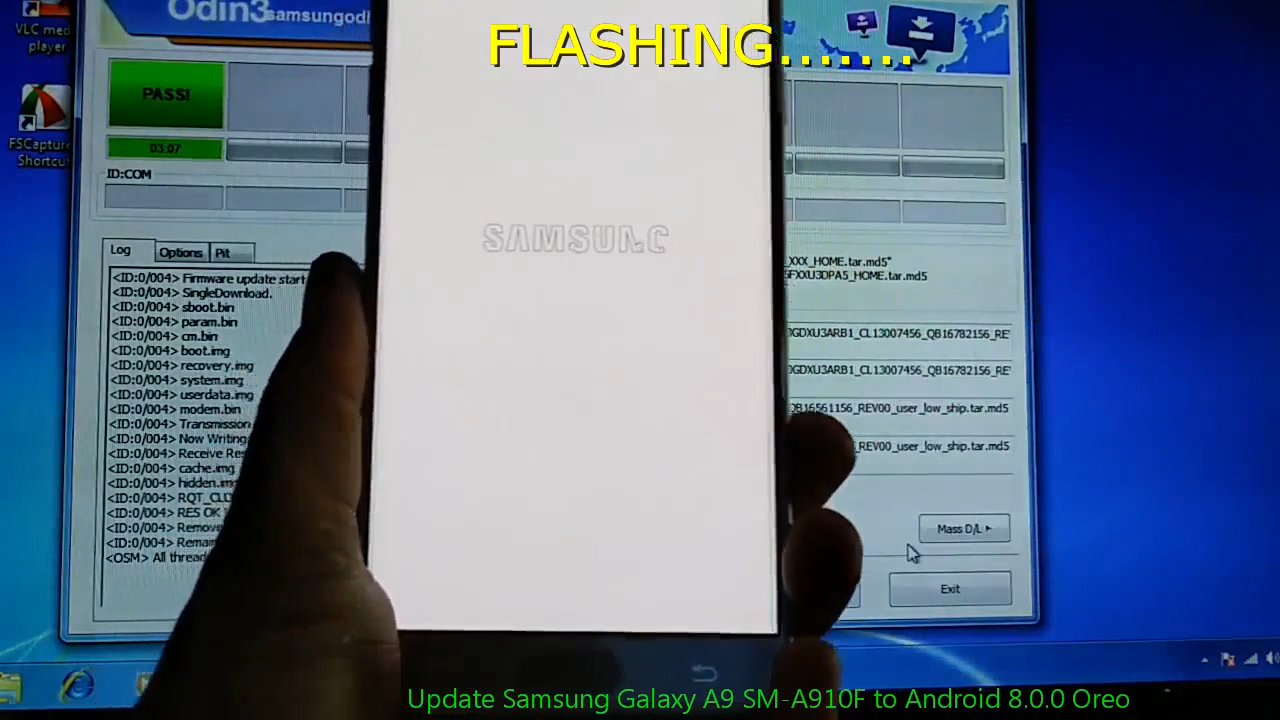 FLASHING.......
VLC med
player
FSCapture
Shortcut
Odin3
samsungodi
PASS!
03:07
ID:COM
Log
Options
Pit
<ID:0/004> Firmware update start
<ID:0/004> SingleDownload.
<ID:0/004> sboot.bin
<ID:0/004> param.bin
<ID:0/004> cm.bin
<ID:0/004> boot.img
<ID:0/004> recovery.img
<ID:0/004> system.img
<ID:0/004> userdata.img
<ID:0/004> modem.bin
<ID:0/004> Transmission
<ID:0/004> Now Writing
<ID:0/004> Receive Res
<ID:0/004> cache.img
<ID:0/004> hidden.im
<ID:0/004> RQT_CL
<ID:0/004> RES OK
<ID:0/004> Remove
<ID:0/004> Remai
<OSM> All thread
SAMSUNG
_XXX_HOME.tar.md5"
FXXU3DPA5_HOME.tar.md5
GDXU3ARB1_CL13007456_QB16782156_RE
GDXU3ARB1_CL13007456_QB16782156_RE
QB16561156_REV00_user_low_ship.tar.md5
_REV00_user_low_ship.tar.md5
Mass D/L
Exit
Update Samsung Galaxy A9 SM-A910F to Android 8.0.0 Oreo